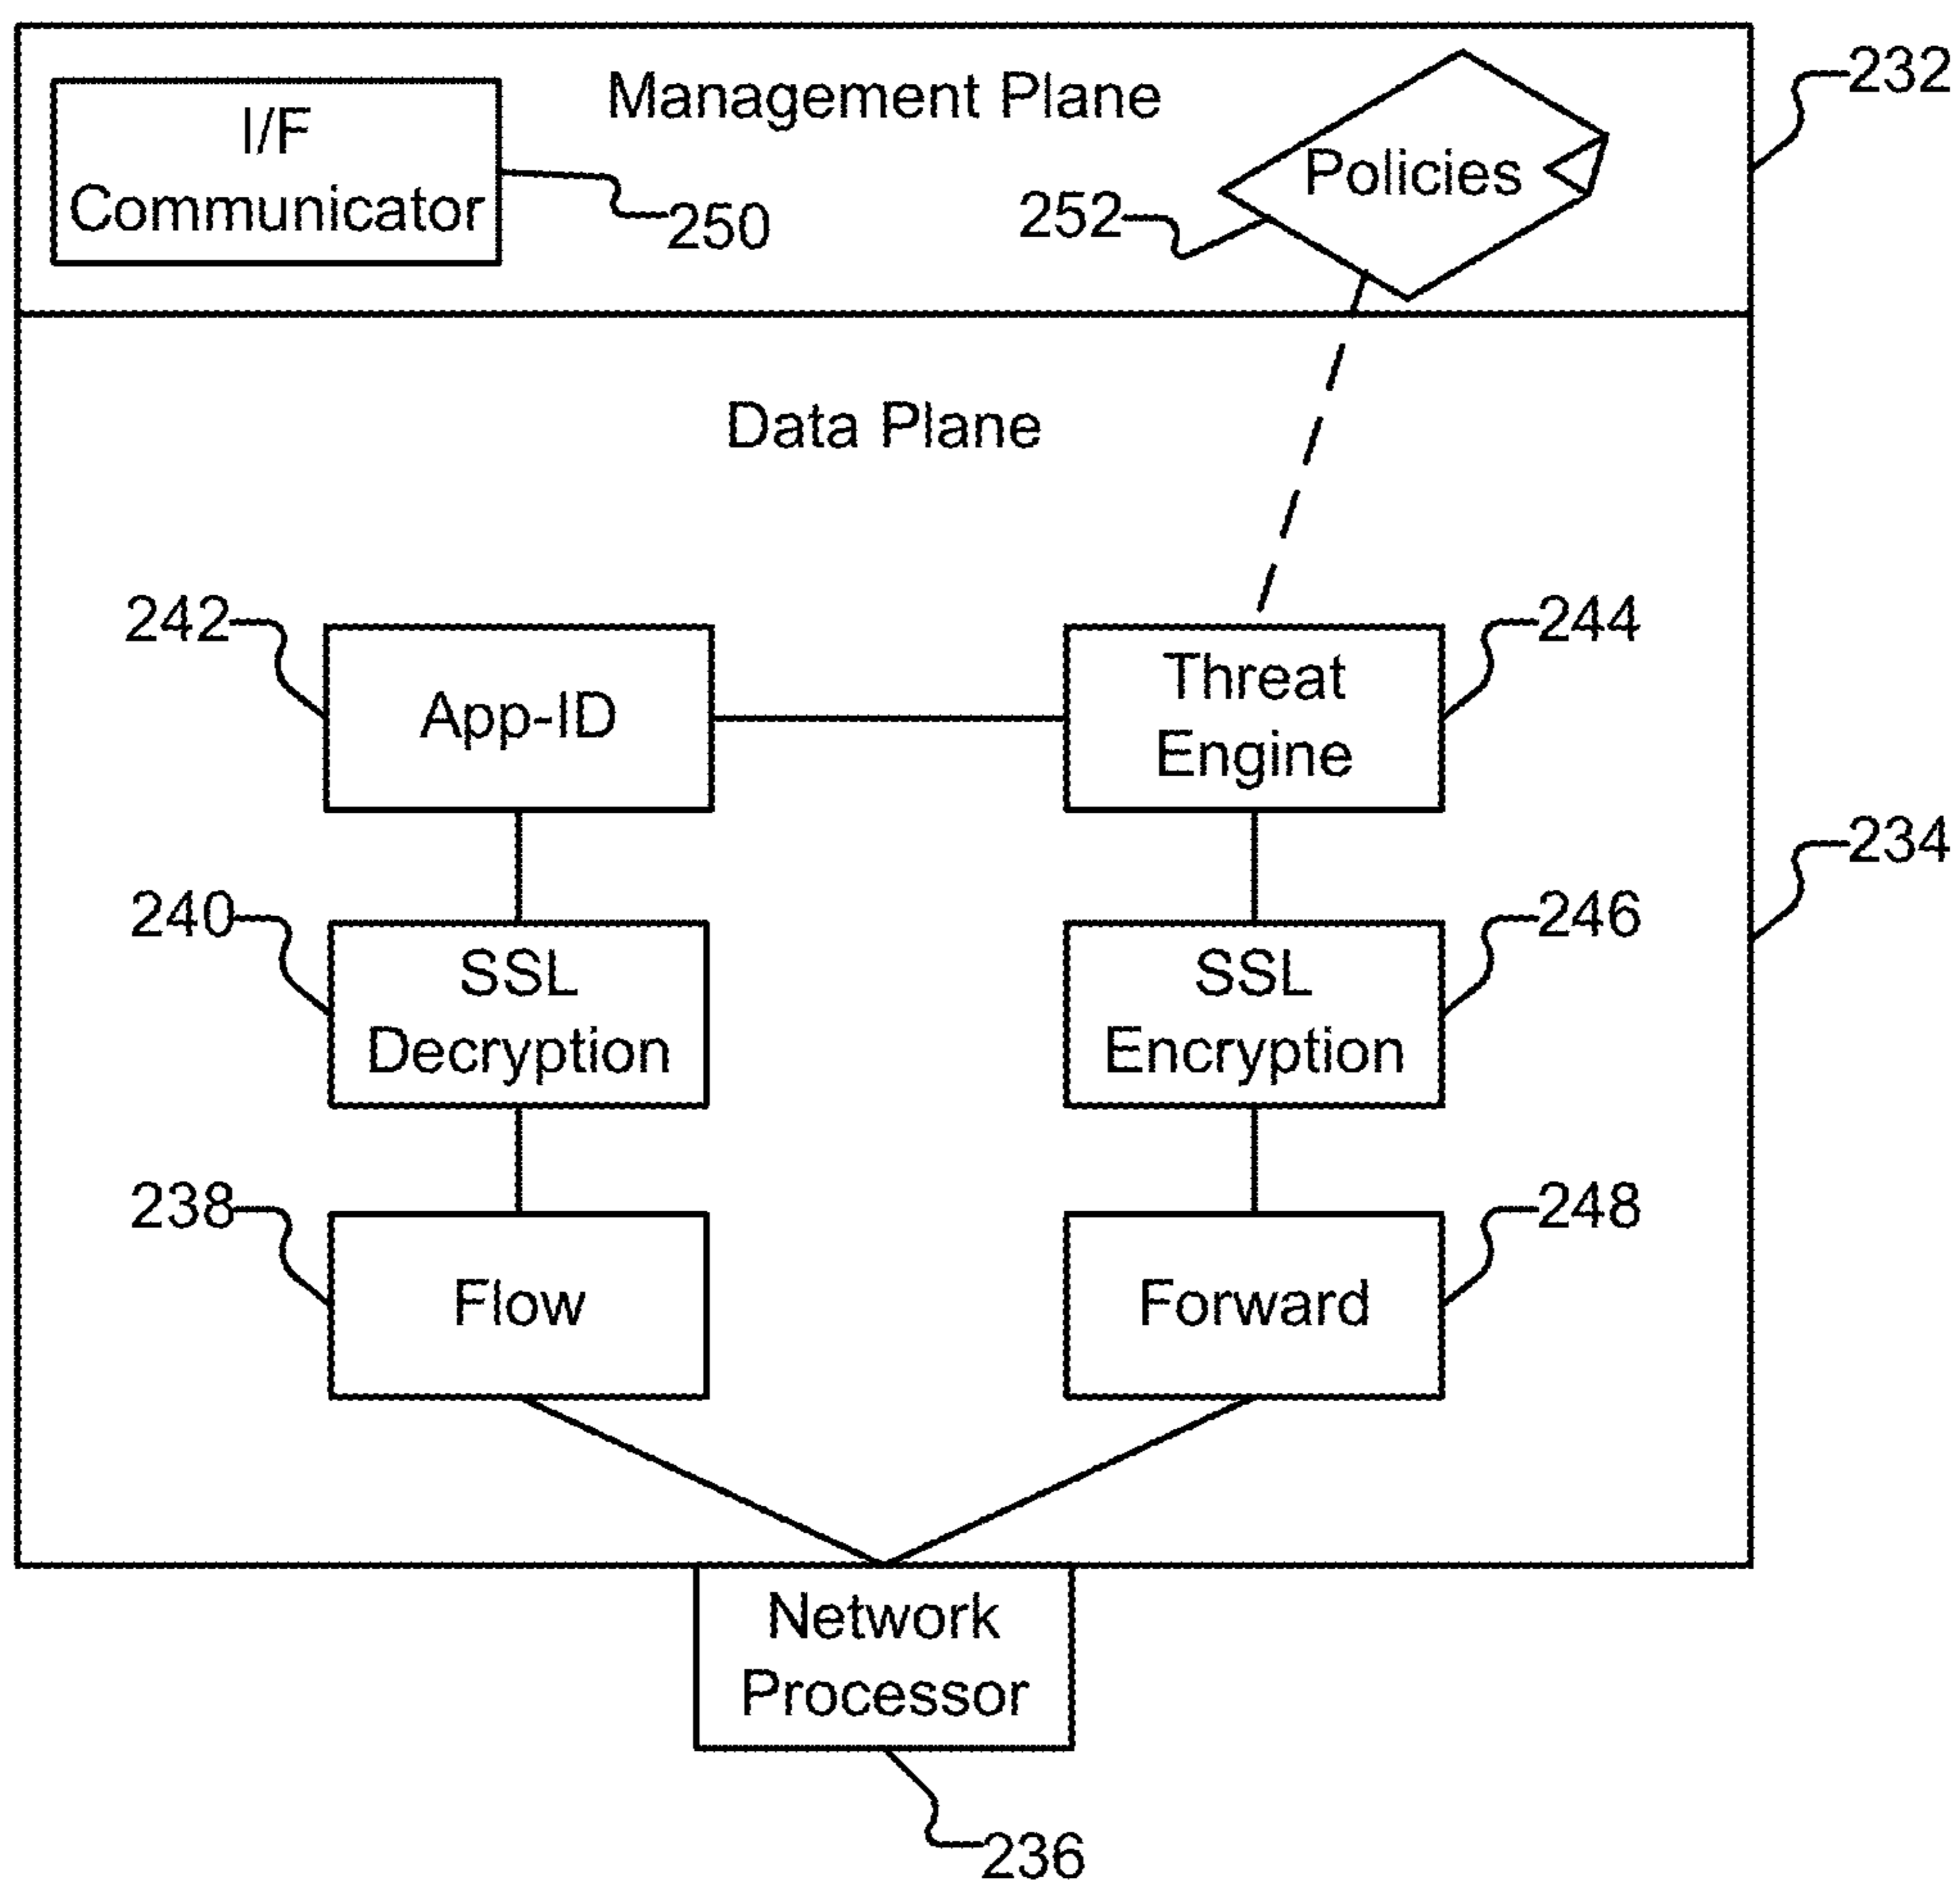 Management Plane
232
I/F
Communicator
250
252
Policies
Data Plane
242
App-ID
Threat
Engine
244
234
240
SSL
Decryption
SSL
Encryption
246
238
Flow
Forward
248
Network
Processor
236